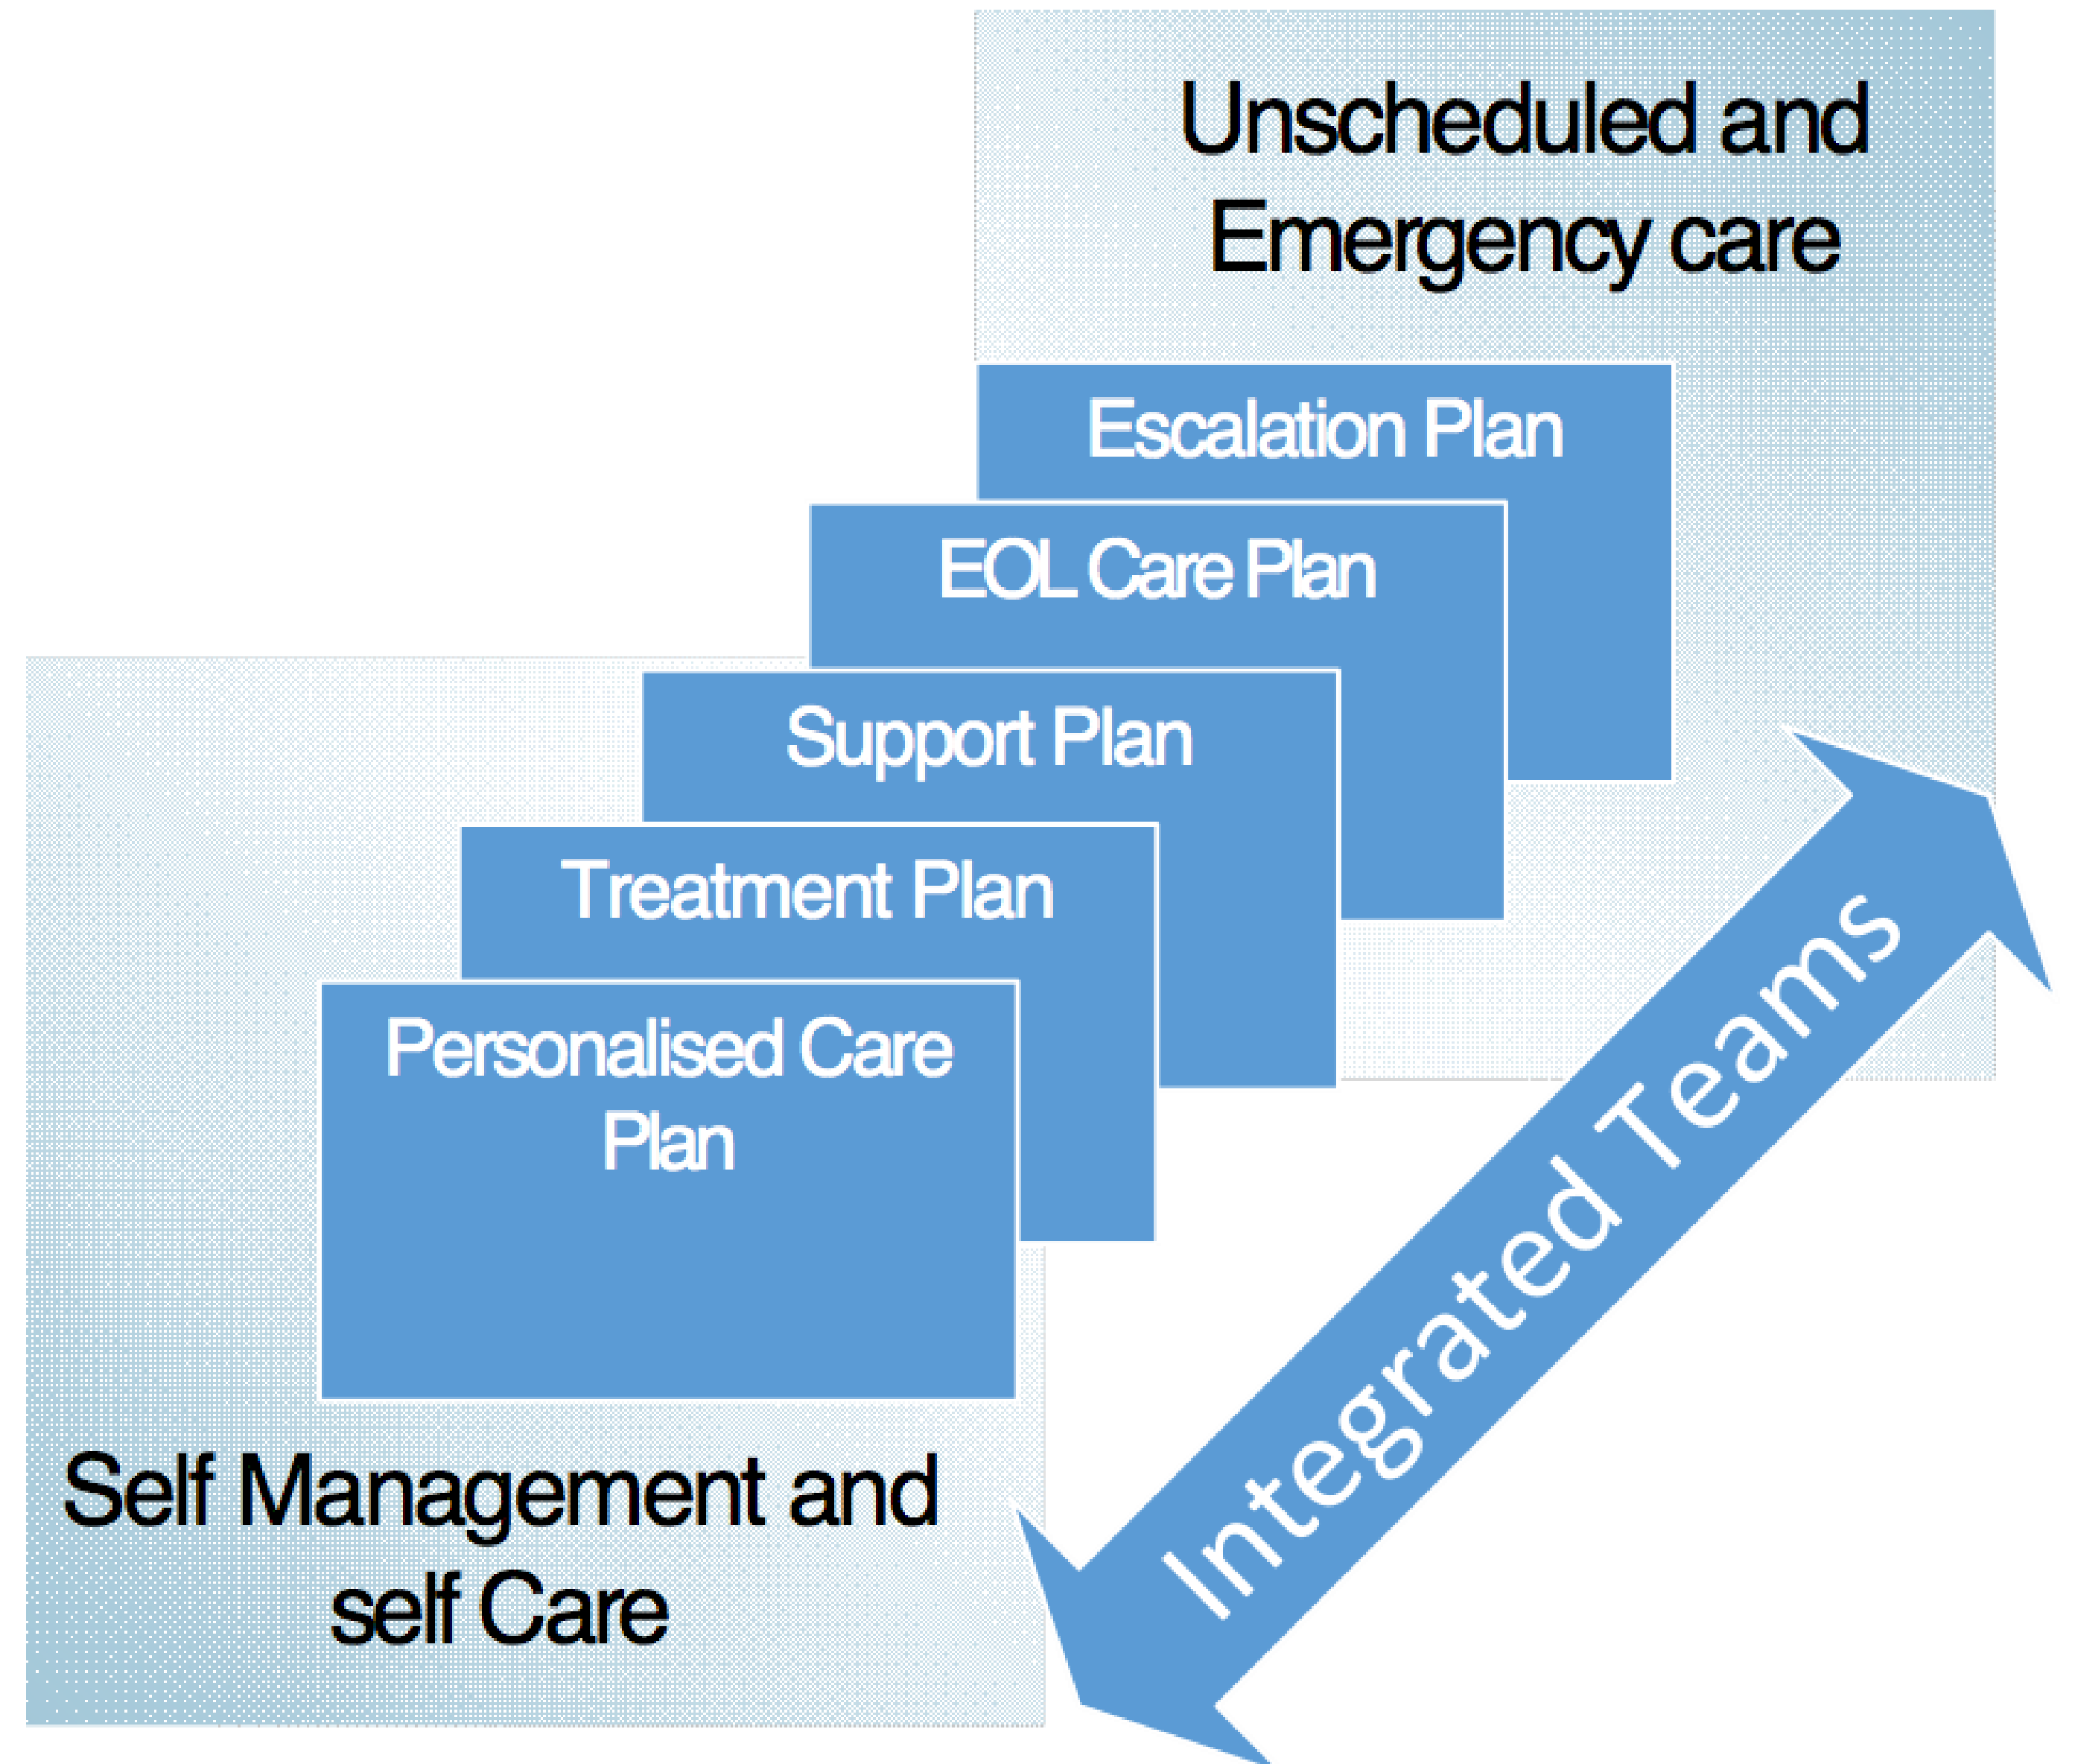 Unscheduled and
Emergency care
Escalation Plan
EOL Care Plan
Support Plan
Treatment Plan
Personalised Care
Plan
Self Management and
self Care
Integrated Teams